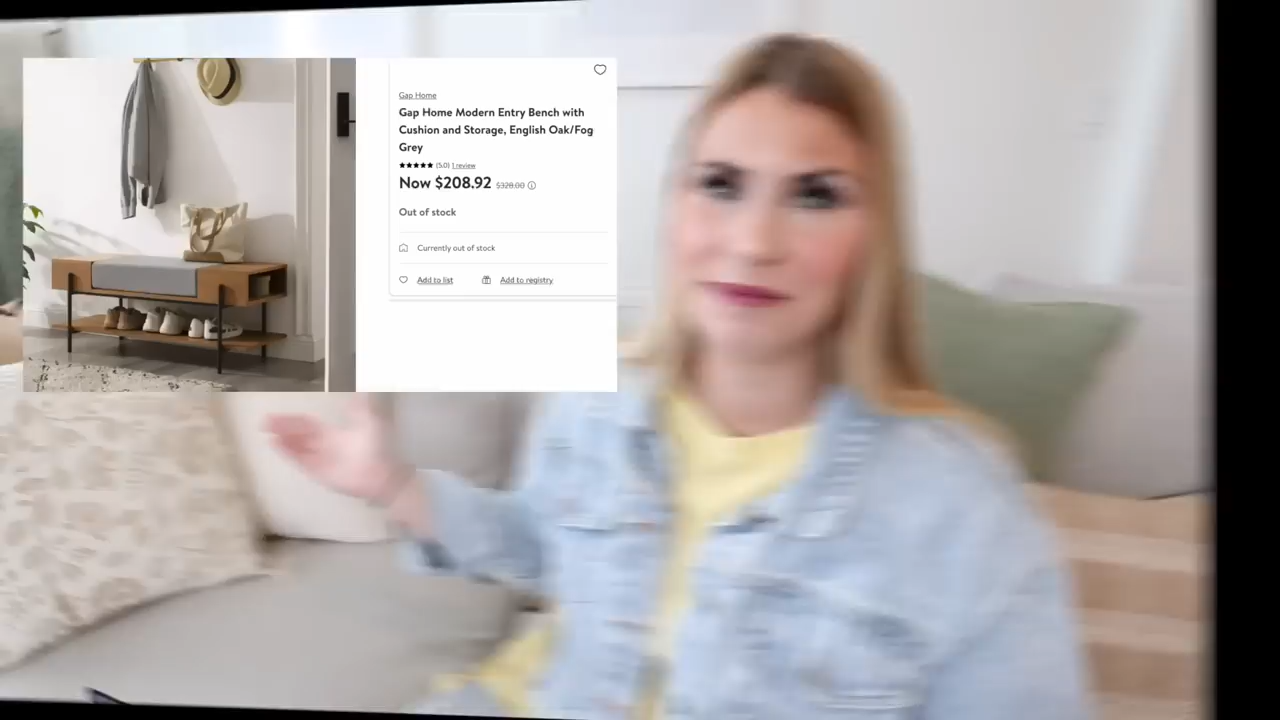 Gap Home
Gap Home Modern Entry Bench with
Cushion and Storage, English Oak/Fog
Grey
★★★★★ (5.0) 1 review
Now $208.92 $328.00
Out of stock
Currently out of stock
Add to list Add to registry